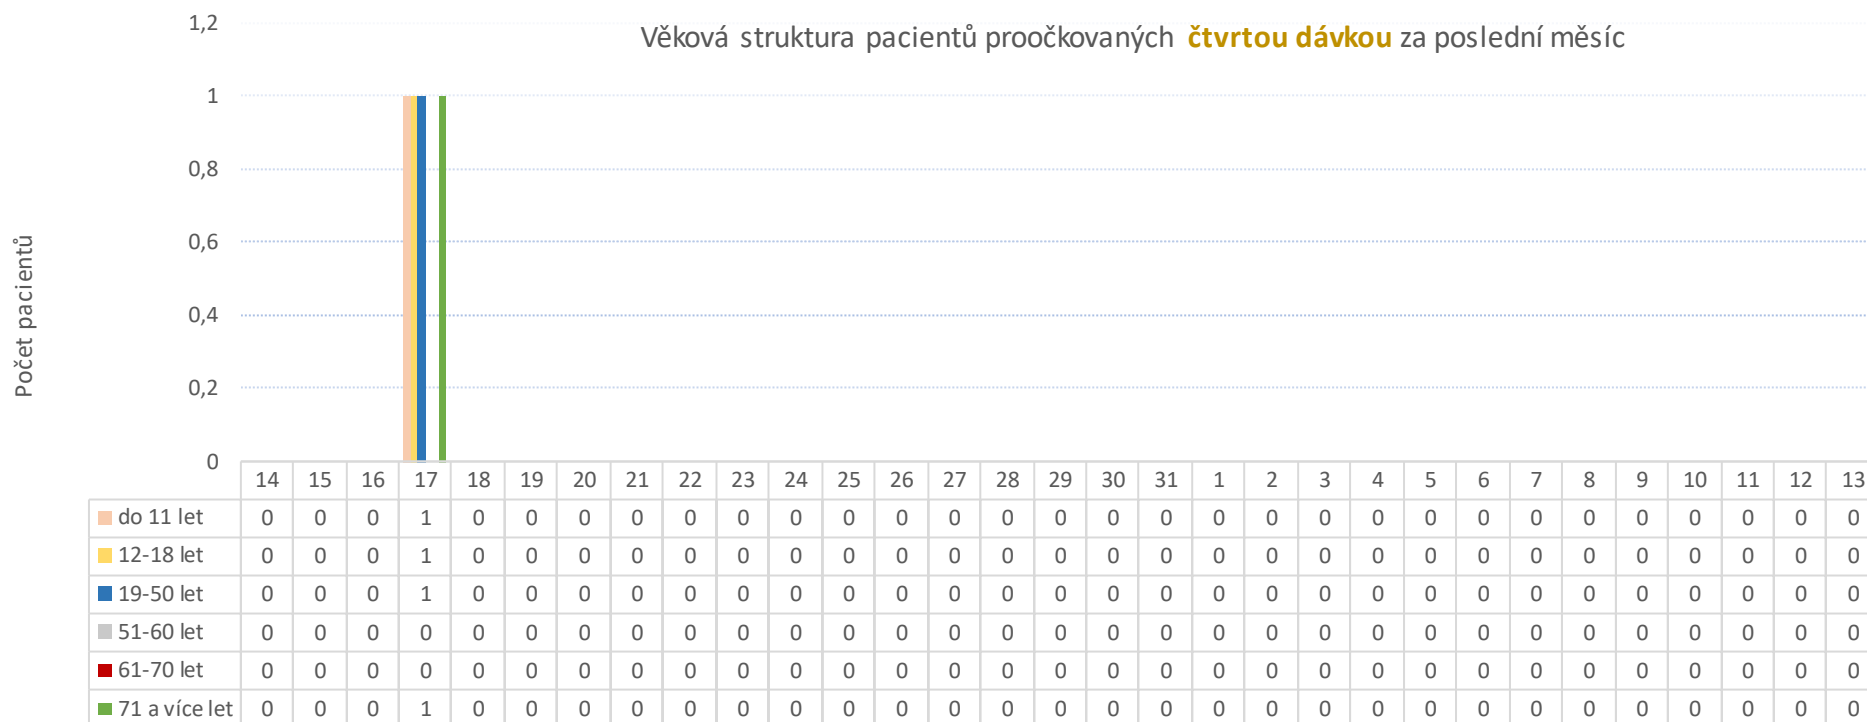 Věková struktura pacientů proočkovaných čtvrtou dávkou za poslední měsíc
Počet pacientů
1,2
1
0,8
0,6
0,4
0,2
0
14 15 16 17 18 19 20 21 22 23 24 25 26 27 28 29 30 31 1 2 3 4 5 6 7 8 9 10 11 12 13
do 11 let 0 0 0 1 0 0 0 0 0 0 0 0 0 0 0 0 0 0 0 0 0 0 0 0 0 0 0 0 0 0 0
12-18 let 0 0 0 1 0 0 0 0 0 0 0 0 0 0 0 0 0 0 0 0 0 0 0 0 0 0 0 0 0 0 0
19-50 let 0 0 0 1 0 0 0 0 0 0 0 0 0 0 0 0 0 0 0 0 0 0 0 0 0 0 0 0 0 0 0
51-60 let 0 0 0 0 0 0 0 0 0 0 0 0 0 0 0 0 0 0 0 0 0 0 0 0 0 0 0 0 0 0 0
61-70 let 0 0 0 0 0 0 0 0 0 0 0 0 0 0 0 0 0 0 0 0 0 0 0 0 0 0 0 0 0 0 0
71 a více let 0 0 0 1 0 0 0 0 0 0 0 0 0 0 0 0 0 0 0 0 0 0 0 0 0 0 0 0 0 0 0